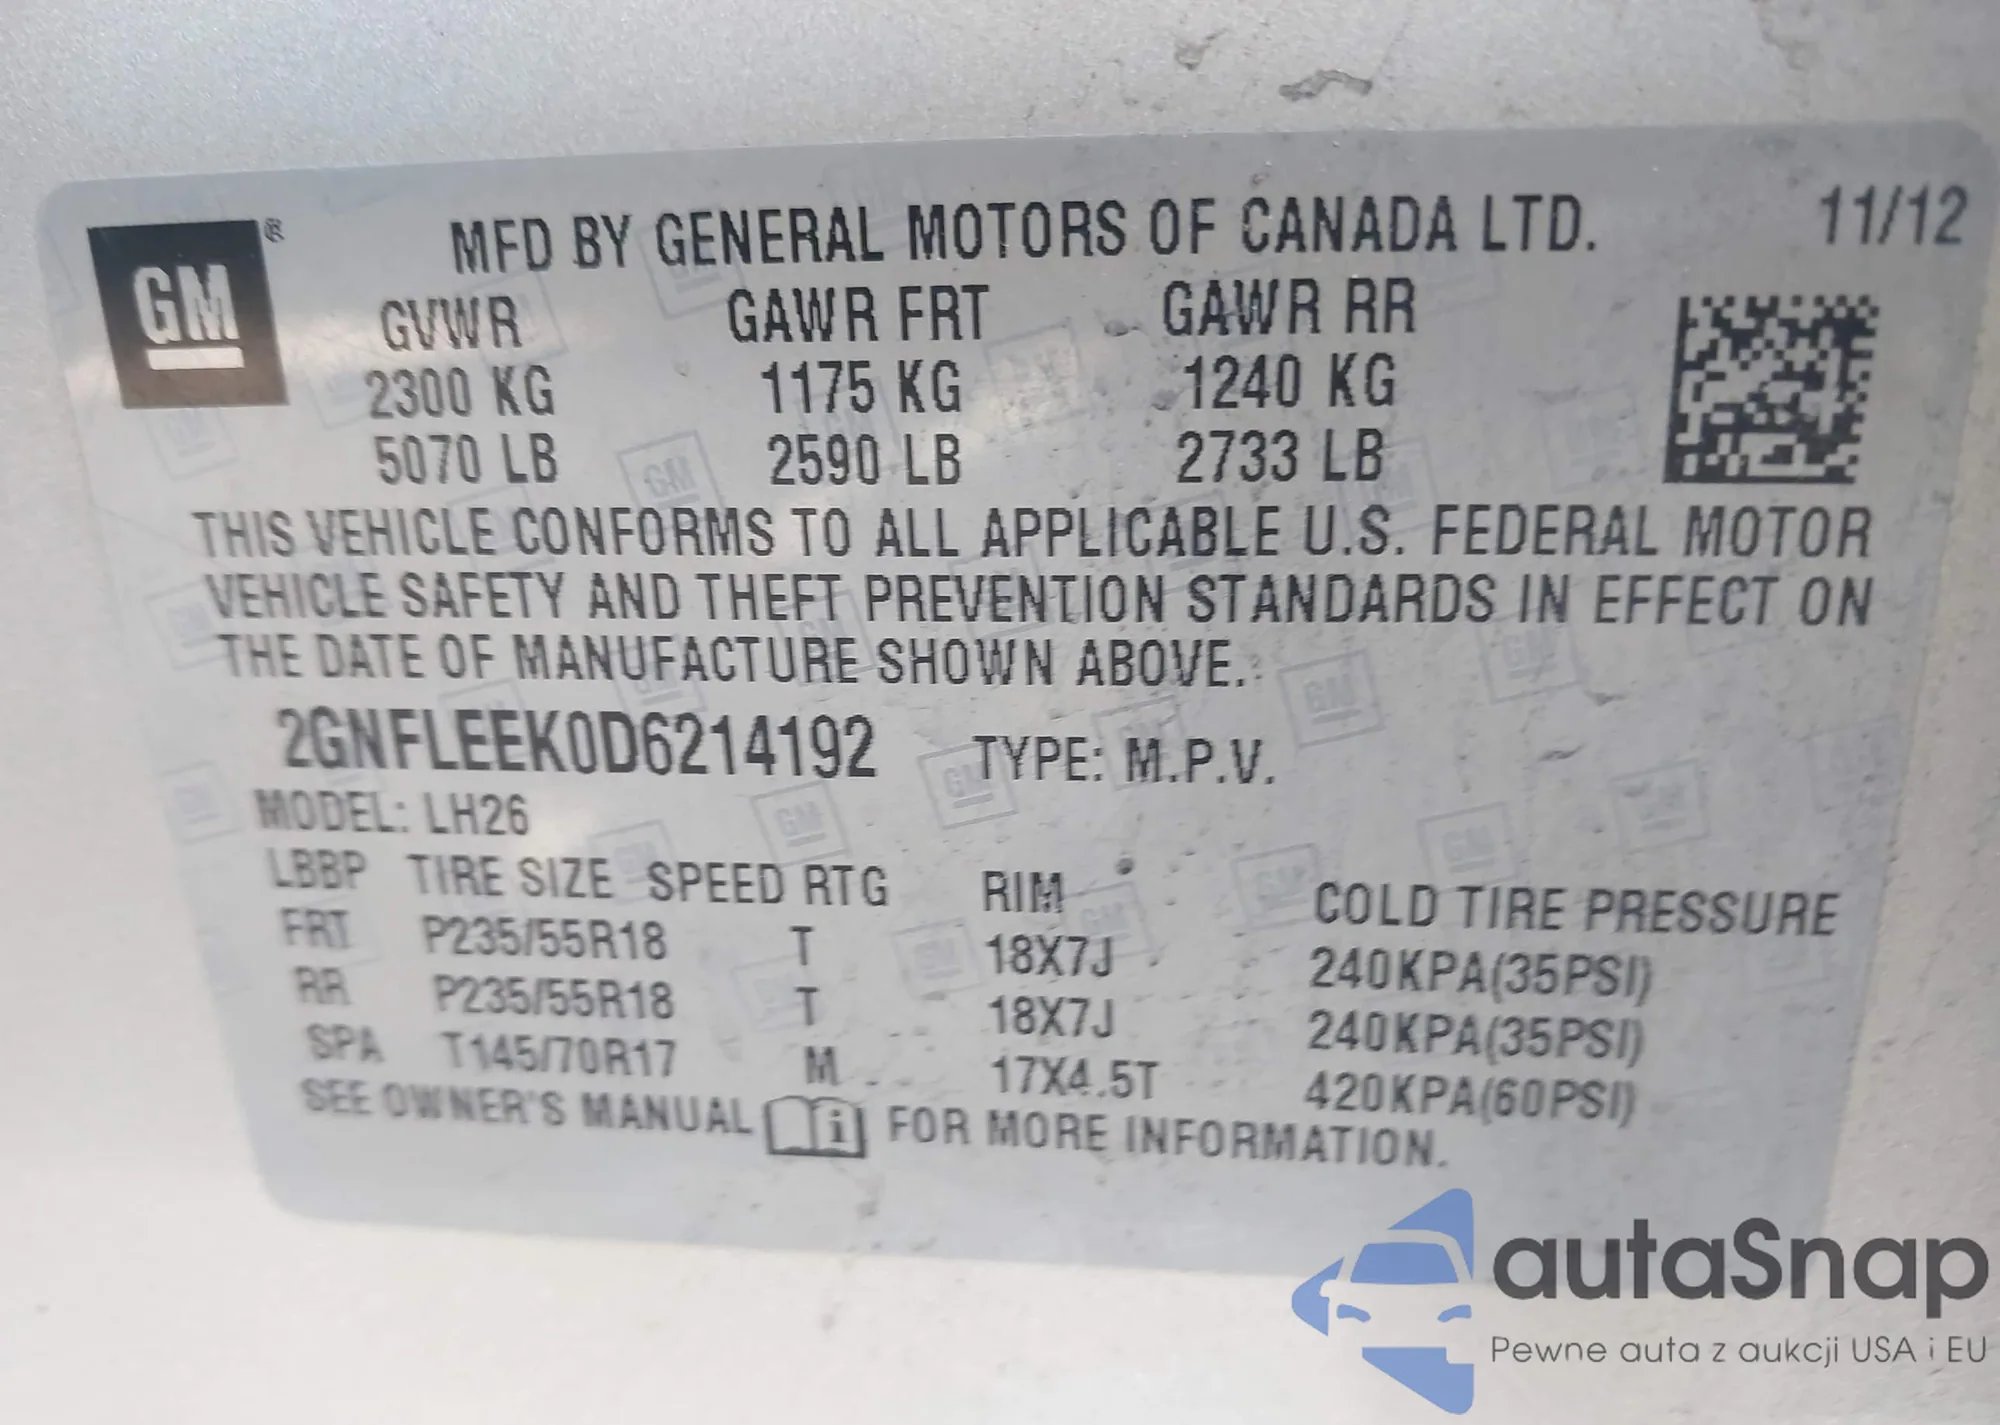 GM®
MFD BY GENERAL MOTORS OF CANADA LTD. 11/12
GVWR GAWR FRT GAWR RR
2300 KG 1175 KG 1240 KG
5070 LB 2590 LB 2733 LB
THIS VEHICLE CONFORMS TO ALL APPLICABLE U.S. FEDERAL MOTOR
VEHICLE SAFETY AND THEFT PREVENTION STANDARDS IN EFFECT ON
THE DATE OF MANUFACTURE SHOWN ABOVE.
2GNFLEEK0D6214192 TYPE: M.P.V.
MODEL: LH26
LBBP TIRE SIZE SPEED RTG RIM COLD TIRE PRESSURE
FRT P235/55R18 T 18X7J 240KPA(35PSI)
RR P235/55R18 T 18X7J 240KPA(35PSI)
SPA T145/70R17 M 17X4.5T 420KPA(60PSI)
SEE OWNER'S MANUAL i FOR MORE INFORMATION.
autaSnap
Pewne auta z aukcji USA i EU